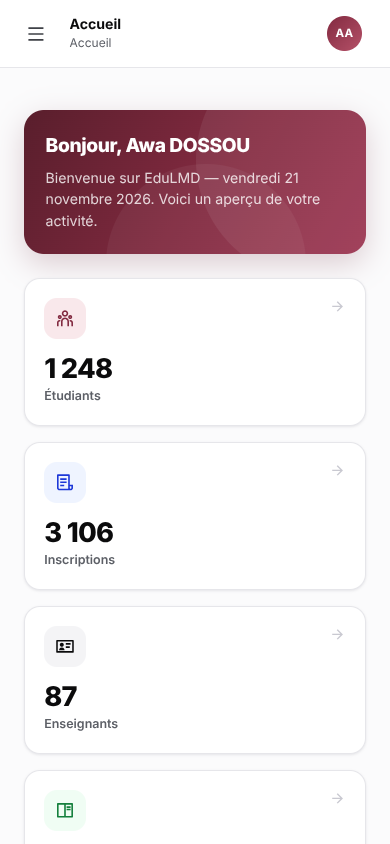 Accueil
Accueil
AA
Bonjour, Awa DOSSOU
Bienvenue sur EduLMD — vendredi 21
novembre 2026. Voici un aperçu de votre
activité.
1 248
Étudiants
3 106
Inscriptions
87
Enseignants